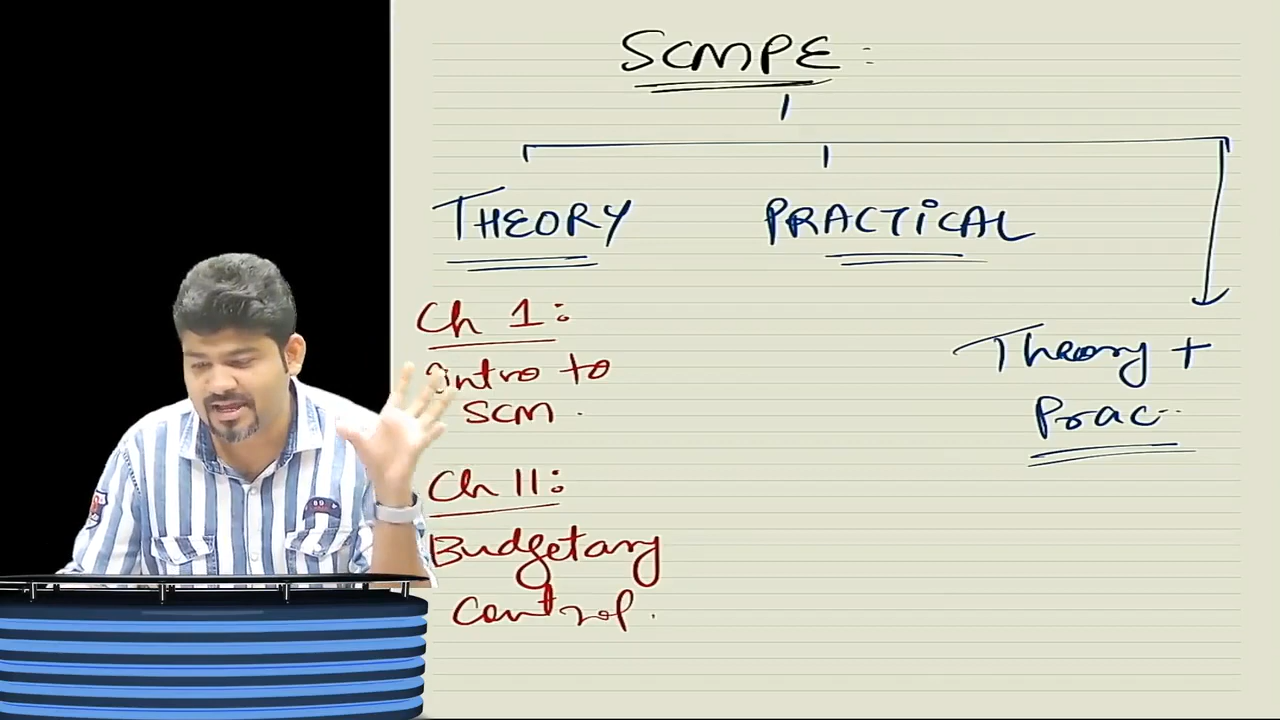 SCMPE :
THEORY PRACTICAL
Ch 1:
Intro to
SCM .
Theory +
Prac..
Ch 11:
Budgetary
Control .